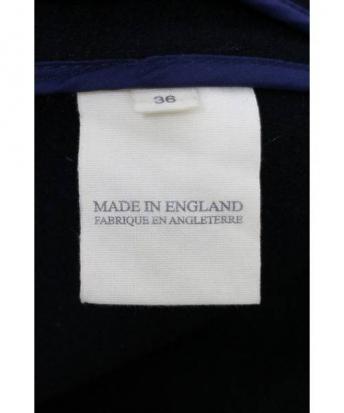 36
MADE IN ENGLAND
FABRIQUE EN ANGLETERRE